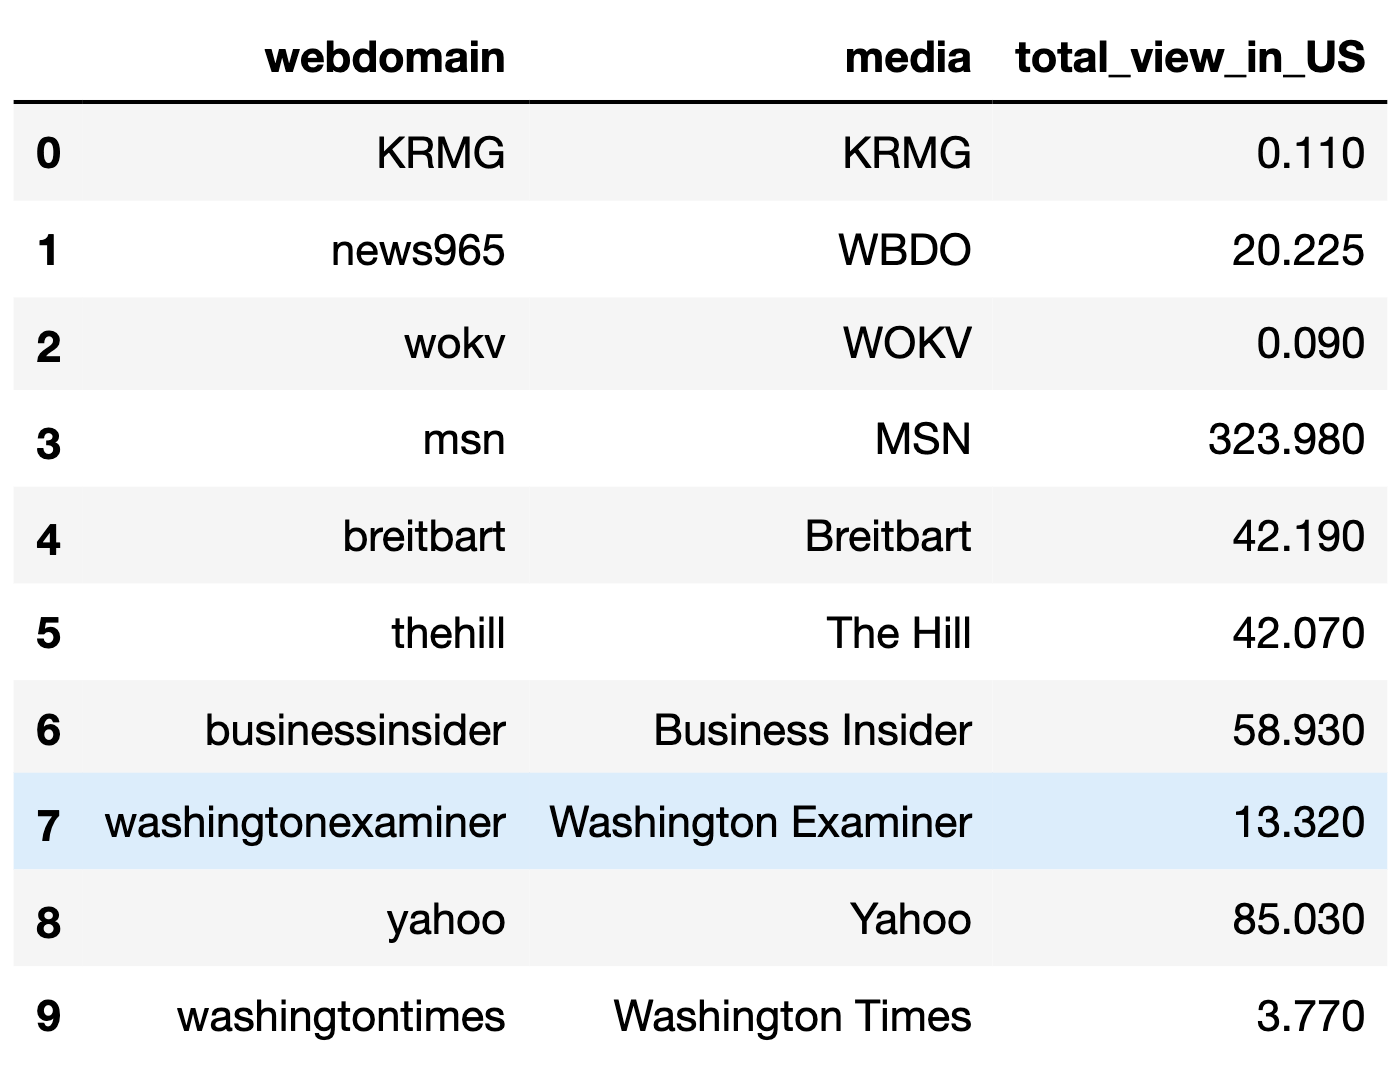 webdomain media total_view_in_US
0 KRMG KRMG 0.110
1 news965 WBDO 20.225
2 wokv WOKV 0.090
3 msn MSN 323.980
4 breitbart Breitbart 42.190
5 thehill The Hill 42.070
6 businessinsider Business Insider 58.930
7 washingtonexaminer Washington Examiner 13.320
8 yahoo Yahoo 85.030
9 washingtontimes Washington Times 3.770